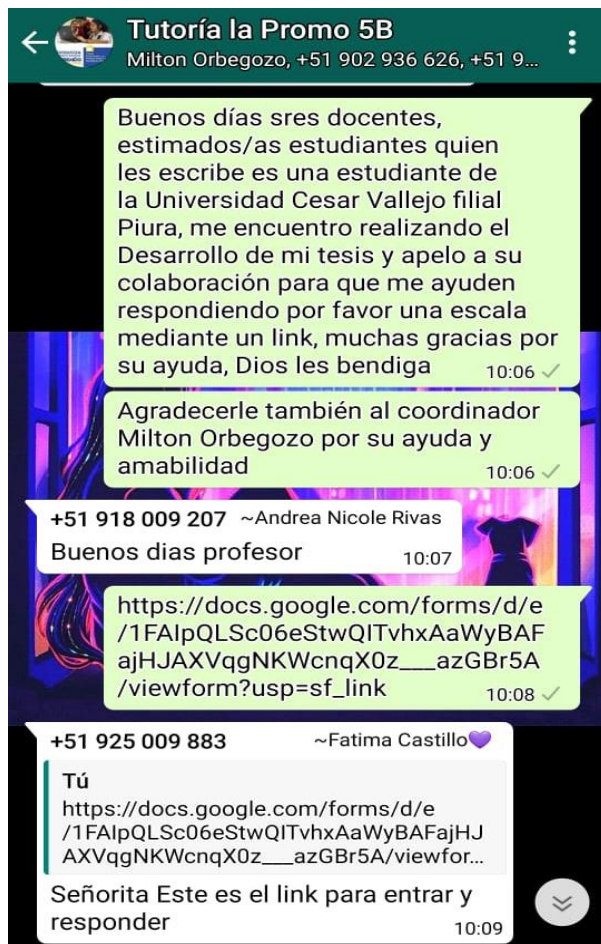 Tutoría la Promo 5B
Milton Orbegozo, +51 902 936 626, +51 9...
Buenos días sres docentes,
estimados/as estudiantes quien
les escribe es una estudiante de
la Universidad Cesar Vallejo filial
Piura, me encuentro realizando el
Desarrollo de mi tesis y apelo a su
colaboración para que me ayuden
respondiendo por favor una escala
mediante un link, muchas gracias por
su ayuda, Dios les bendiga 10:06
Agradecerle también al coordinador
Milton Orbegozo por su ayuda y
amabilidad 10:06
+51 918 009 207 ~Andrea Nicole Rivas
Buenos dias profesor 10:07
https://docs.google.com/forms/d/e
/1FAIpQLSc06eStwQITvhxAaWyBAF
ajHJAXVqgNKWcnqX0z___azGBr5A
/viewform?usp=sf_link 10:08
+51 925 009 883 ~Fatima Castillo💜
Tú
https://docs.google.com/forms/d/e
/1FAIpQLSc06eStwQITvhxAaWyBAFajHJ
AXVqgNKWcnqX0z___azGBr5A/viewfor...
Señorita Este es el link para entrar y
responder 10:09